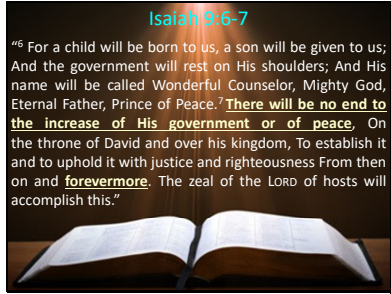 Isaiah 9:6-7
“6 For a child will be born to us, a son will be given to us;
And the government will rest on His shoulders; And His
name will be called Wonderful Counselor, Mighty God,
Eternal Father, Prince of Peace.7 There will be no end to
the increase of His government or of peace, On
the throne of David and over his kingdom, To establish it
and to uphold it with justice and righteousness From then
on and forevermore. The zeal of the LORD of hosts will
accomplish this.”